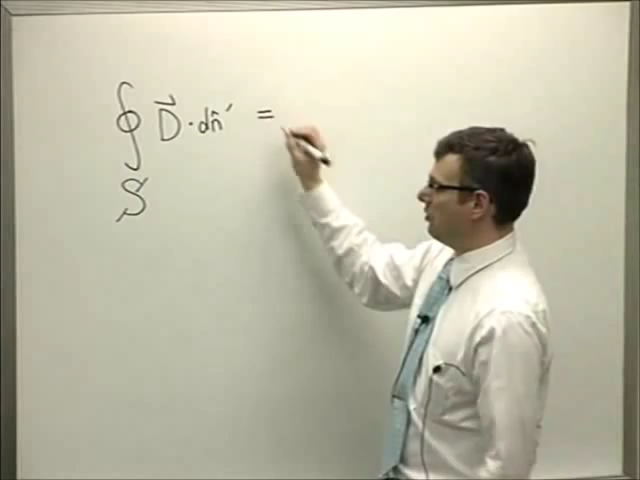 ∮ D⃗ · dn̂′ =
S